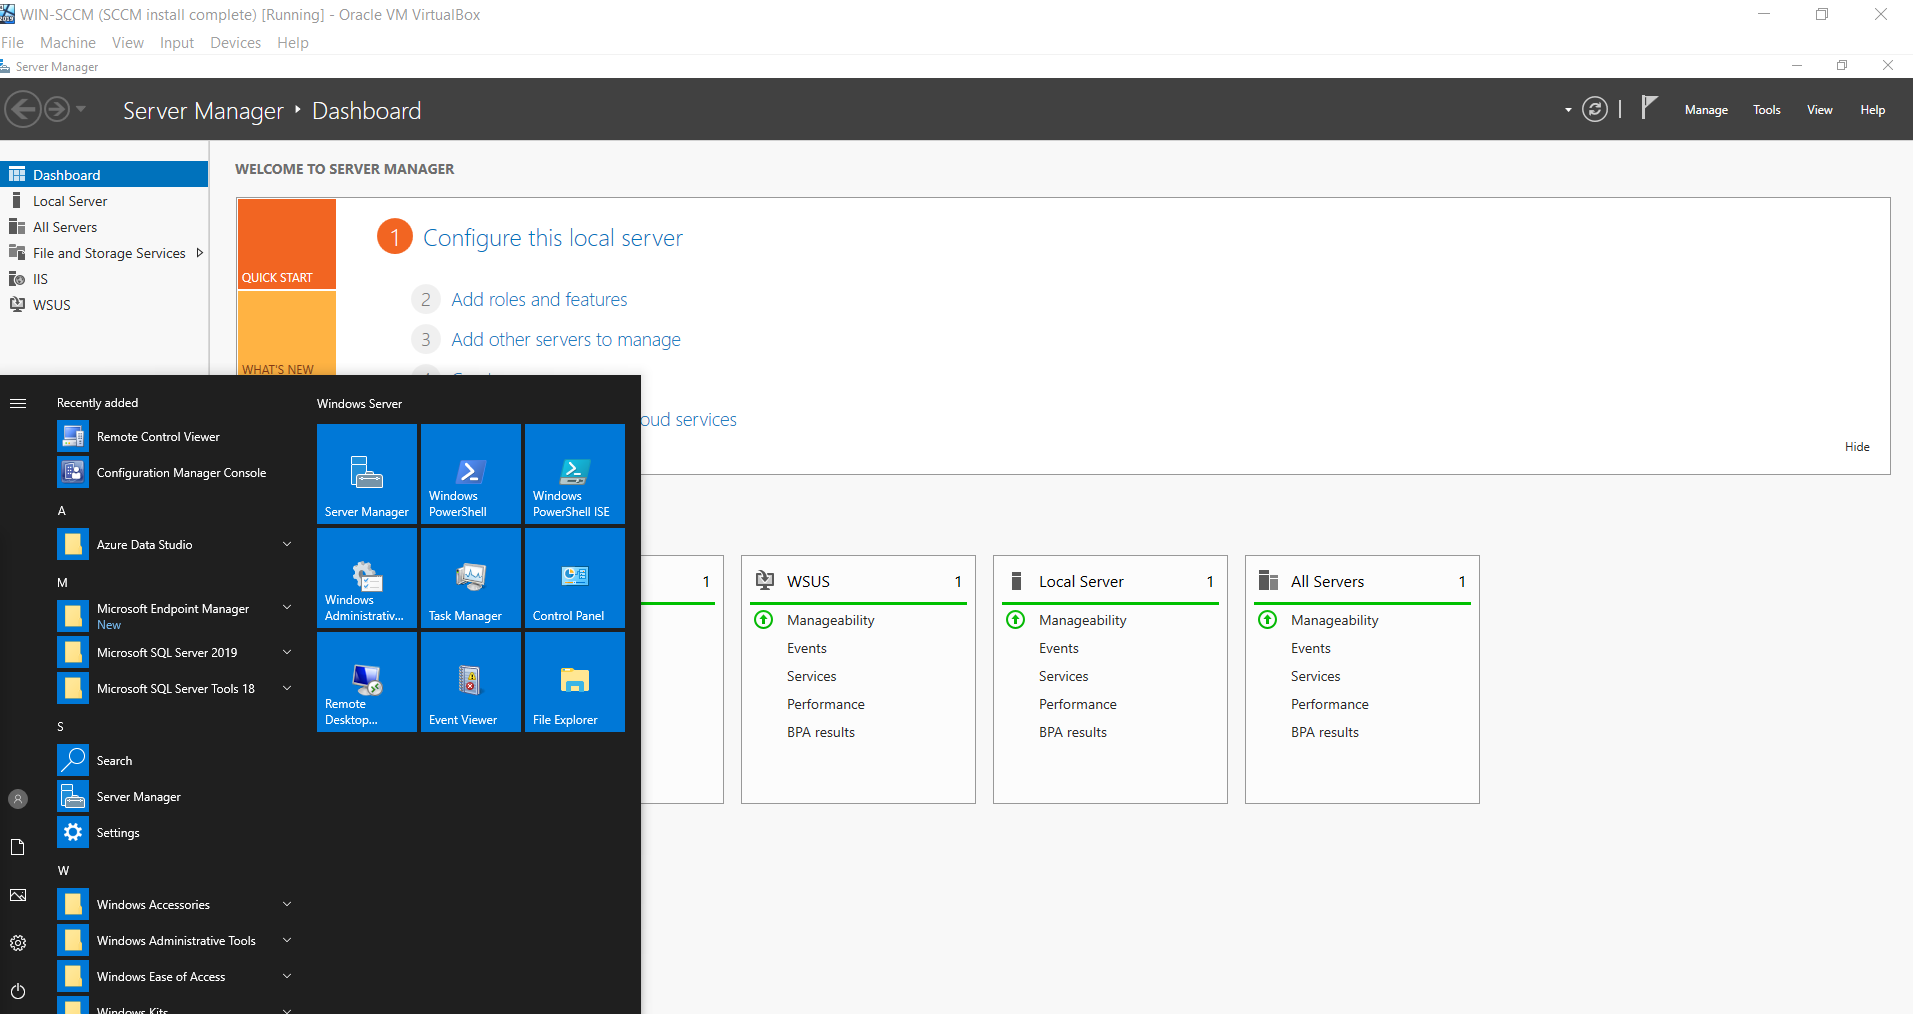 WIN-SCCM (SCCM install complete) [Running] - Oracle VM VirtualBox
File Machine View Input Devices Help
Server Manager
Server Manager ‣ Dashboard
Manage Tools View Help
Dashboard
Local Server
All Servers
File and Storage Services
IIS
WSUS
WELCOME TO SERVER MANAGER
QUICK START
WHAT'S NEW
1 Configure this local server
2 Add roles and features
3 Add other servers to manage
oud services
Hide
Recently added
Remote Control Viewer
Configuration Manager Console
A
Azure Data Studio
M
Microsoft Endpoint Manager
New
Microsoft SQL Server 2019
Microsoft SQL Server Tools 18
S
Search
Server Manager
Settings
W
Windows Accessories
Windows Administrative Tools
Windows Ease of Access
Windows Kits
Windows Server
Server Manager
Windows
PowerShell
Windows
PowerShell ISE
Windows
Administrativ...
Task Manager
Control Panel
Remote
Desktop...
Event Viewer
File Explorer
1
WSUS 1
Manageability
Events
Services
Performance
BPA results
Local Server 1
Manageability
Events
Services
Performance
BPA results
All Servers 1
Manageability
Events
Services
Performance
BPA results